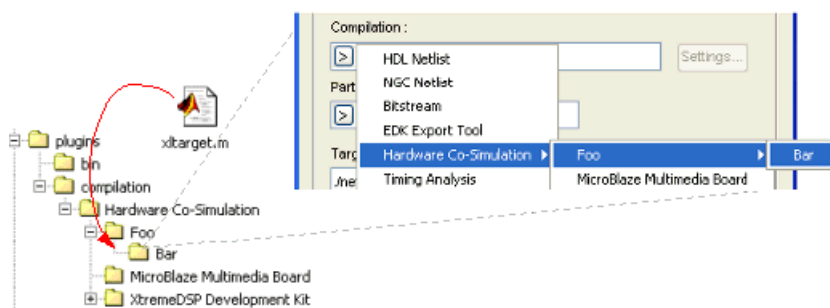 Compilation :
HDL Netlist
Settings...
NGC Netlist
Part
Bitstream
EDK Export Tool
Targ
Hardware Co-Simulation
Foo
Bar
./ne
Timing Analysis
MicroBlaze Multimedia Board
xltarget.m
plugins
bin
compilation
Hardware Co-Simulation
Foo
Bar
MicroBlaze Multimedia Board
XtremeDSP Development Kit